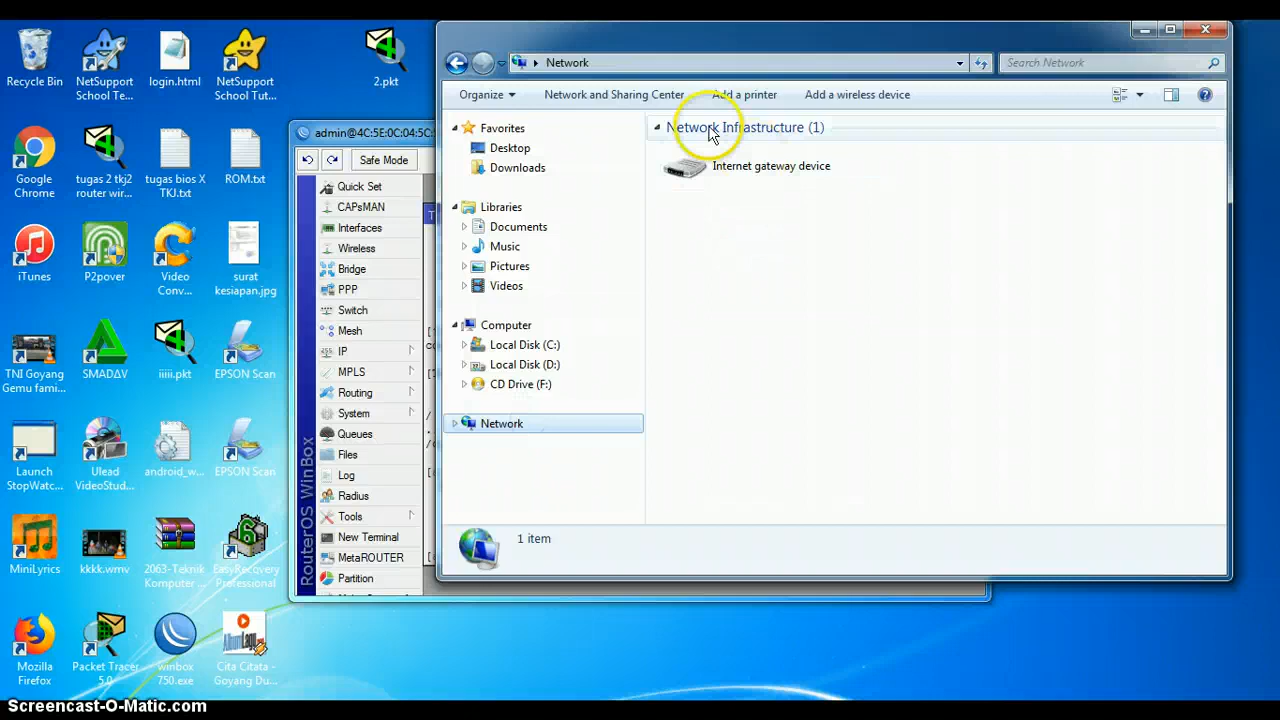 Recycle Bin
NetSupport
School Te...
login.html
NetSupport
School Tut...
2.pkt
Google
Chrome
tugas 2 tkj2
router wir...
tugas bios X
TKJ.txt
ROM.txt
iTunes
P2pover
Video
Conv...
surat
kesiapan.jpg
TNI Goyang
Gemu fami...
SMADΔV
iiiii.pkt
EPSON Scan
Launch
StopWatc...
Ulead
VideoStud...
android_w...
EPSON Scan
MiniLyrics
kkkk.wmv
2063-Teknik
Komputer ...
EasyRecovery
Professional
Mozilla
Firefox
Packet Tracer
5.0
winbox
750.exe
Cita Citata -
Goyang Du...
admin@4C:5E:0C:04:5C:
Safe Mode
Quick Set
CAPsMAN
Interfaces
Wireless
Bridge
PPP
Switch
Mesh
IP
MPLS
Routing
System
Queues
Files
Log
Radius
Tools
New Terminal
MetaROUTER
Partition
RouterOS WinBox
Network
Search Network
Organize
Network and Sharing Center
Add a printer
Add a wireless device
Favorites
Desktop
Downloads
Libraries
Documents
Music
Pictures
Videos
Computer
Local Disk (C:)
Local Disk (D:)
CD Drive (F:)
Network
Network Infrastructure (1)
Internet gateway device
1 item
Screencast-O-Matic.com